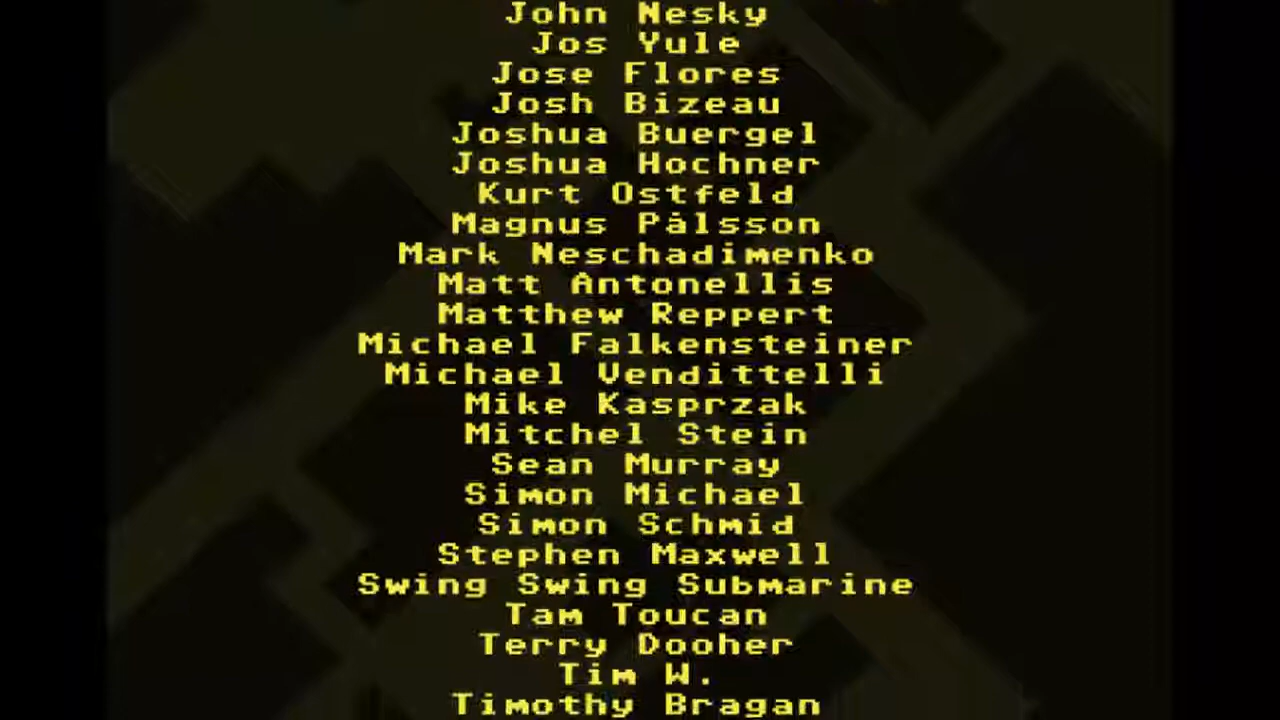 John Nesky
Jos Yule
Jose Flores
Josh Bizeau
Joshua Buergel
Joshua Hochner
Kurt Ostfeld
Magnus Pålsson
Mark Neschadimenko
Matt Antonellis
Matthew Reppert
Michael Falkensteiner
Michael Vendittelli
Mike Kasprzak
Mitchel Stein
Sean Murray
Simon Michael
Simon Schmid
Stephen Maxwell
Swing Swing Submarine
Tam Toucan
Terry Dooher
Tim W.
Timothy Bragan